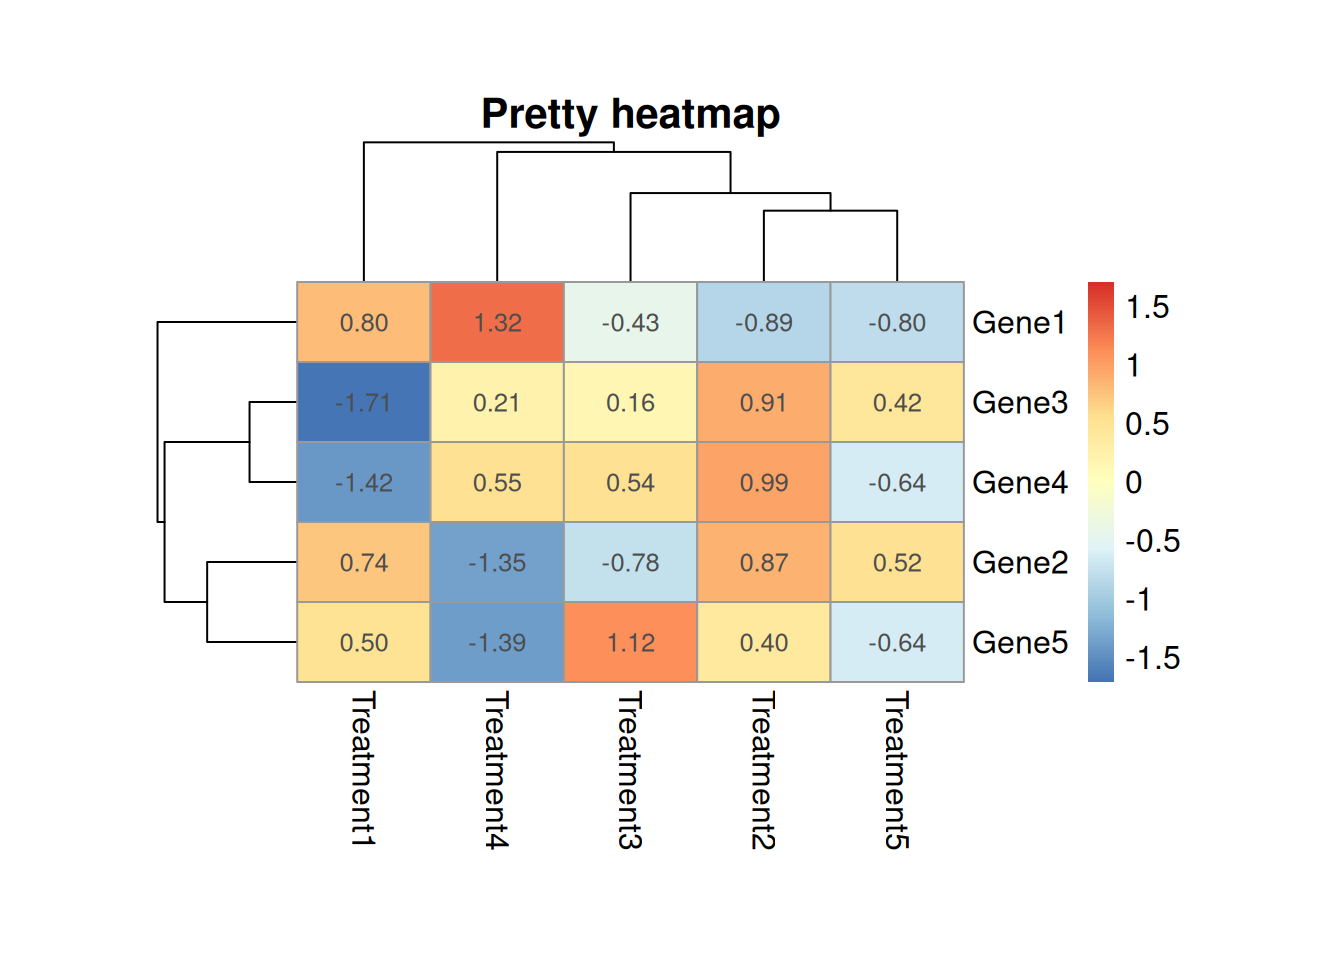 Pretty heatmap
0.80 1.32 -0.43 -0.89 -0.80 Gene1
-1.71 0.21 0.16 0.91 0.42 Gene3
-1.42 0.55 0.54 0.99 -0.64 Gene4
0.74 -1.35 -0.78 0.87 0.52 Gene2
0.50 -1.39 1.12 0.40 -0.64 Gene5
Treatment1
Treatment4
Treatment3
Treatment2
Treatment5
1.5
1
0.5
0
-0.5
-1
-1.5